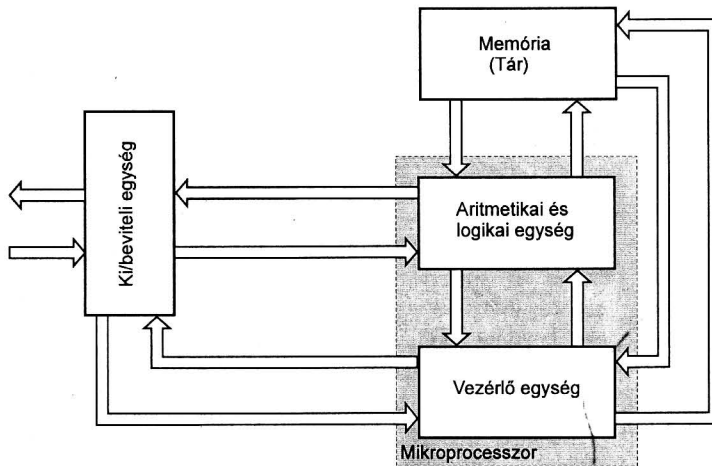 Memória
(Tár)
Ki/beviteli egység
Aritmetikai és
logikai egység
Vezérlő egység
Mikroprocesszor